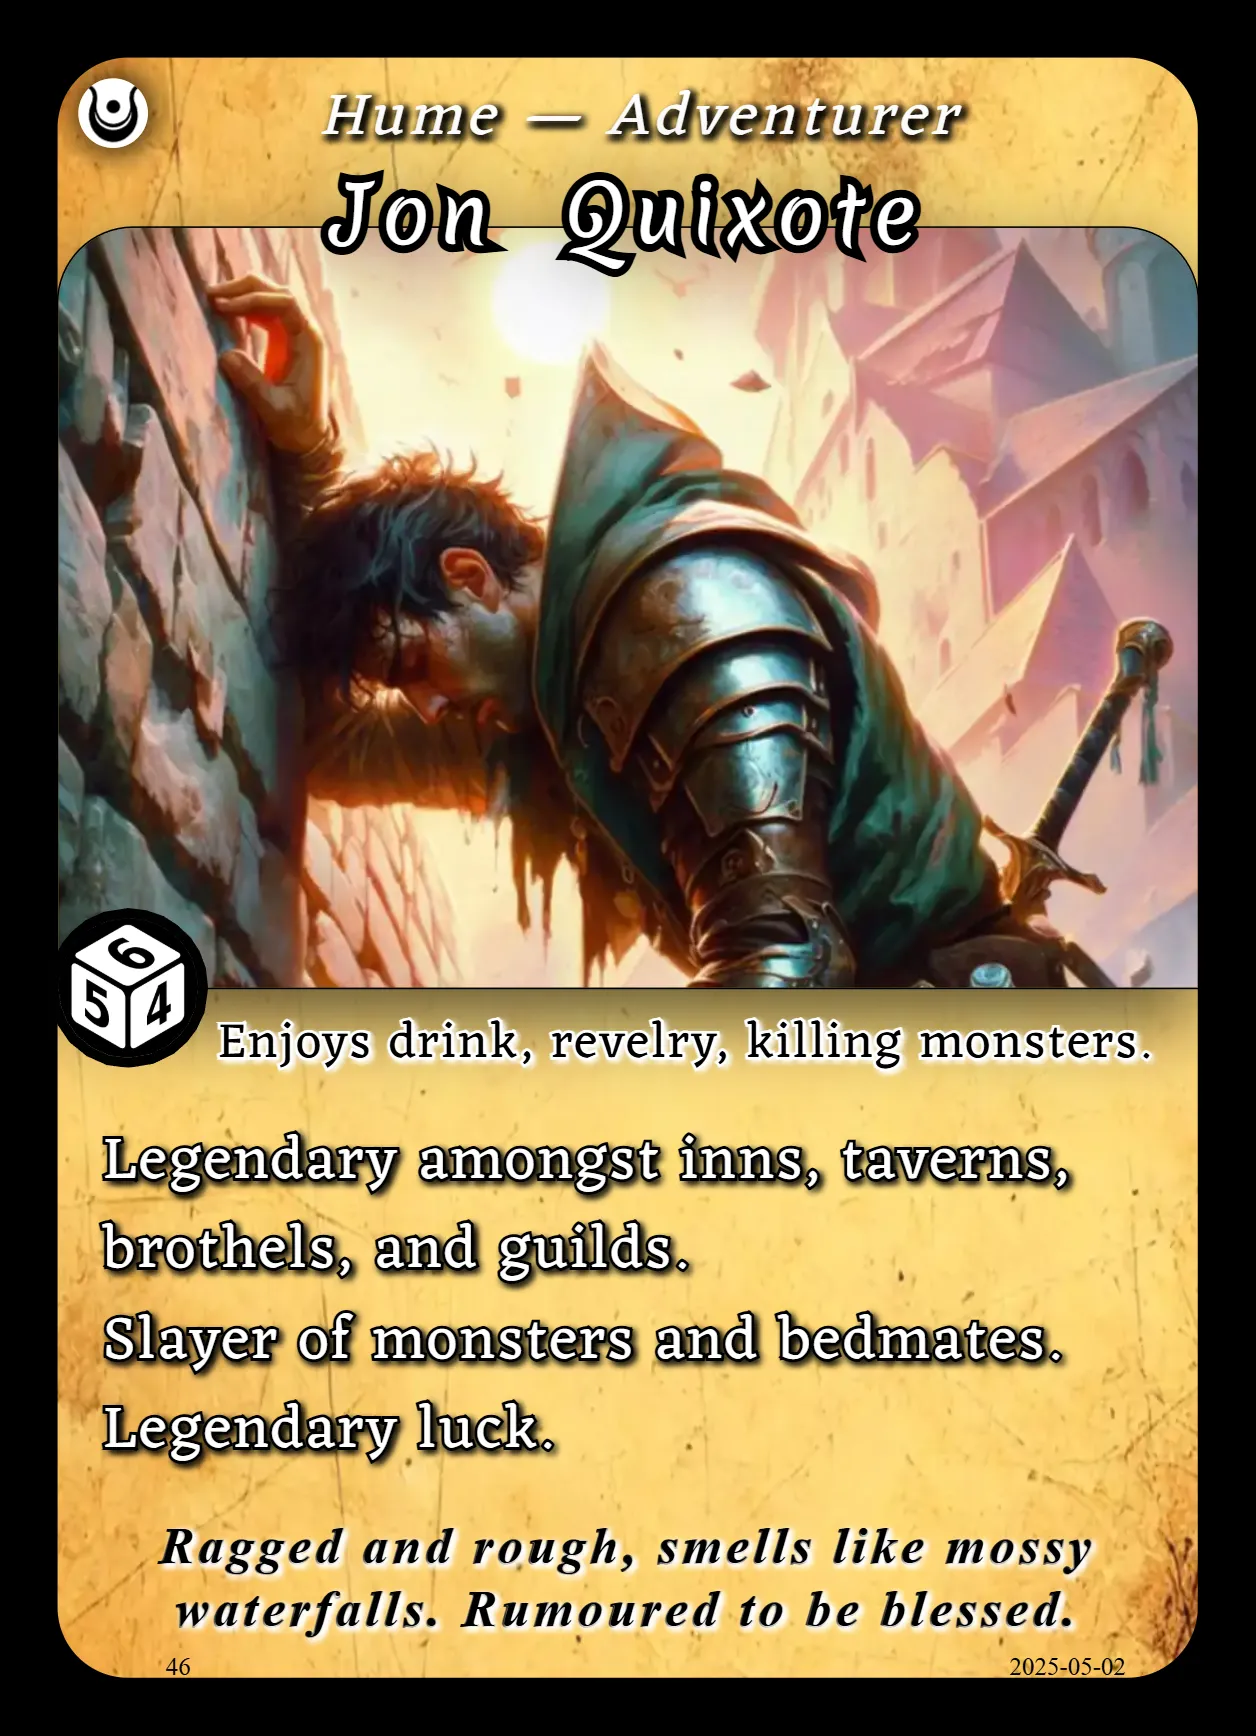 Hume — Adventurer
Jon Quixote
6
5 4
Enjoys drink, revelry, killing monsters.
Legendary amongst inns, taverns,
brothels, and guilds.
Slayer of monsters and bedmates.
Legendary luck.
Ragged and rough, smells like mossy
waterfalls. Rumoured to be blessed.
46 2025-05-02